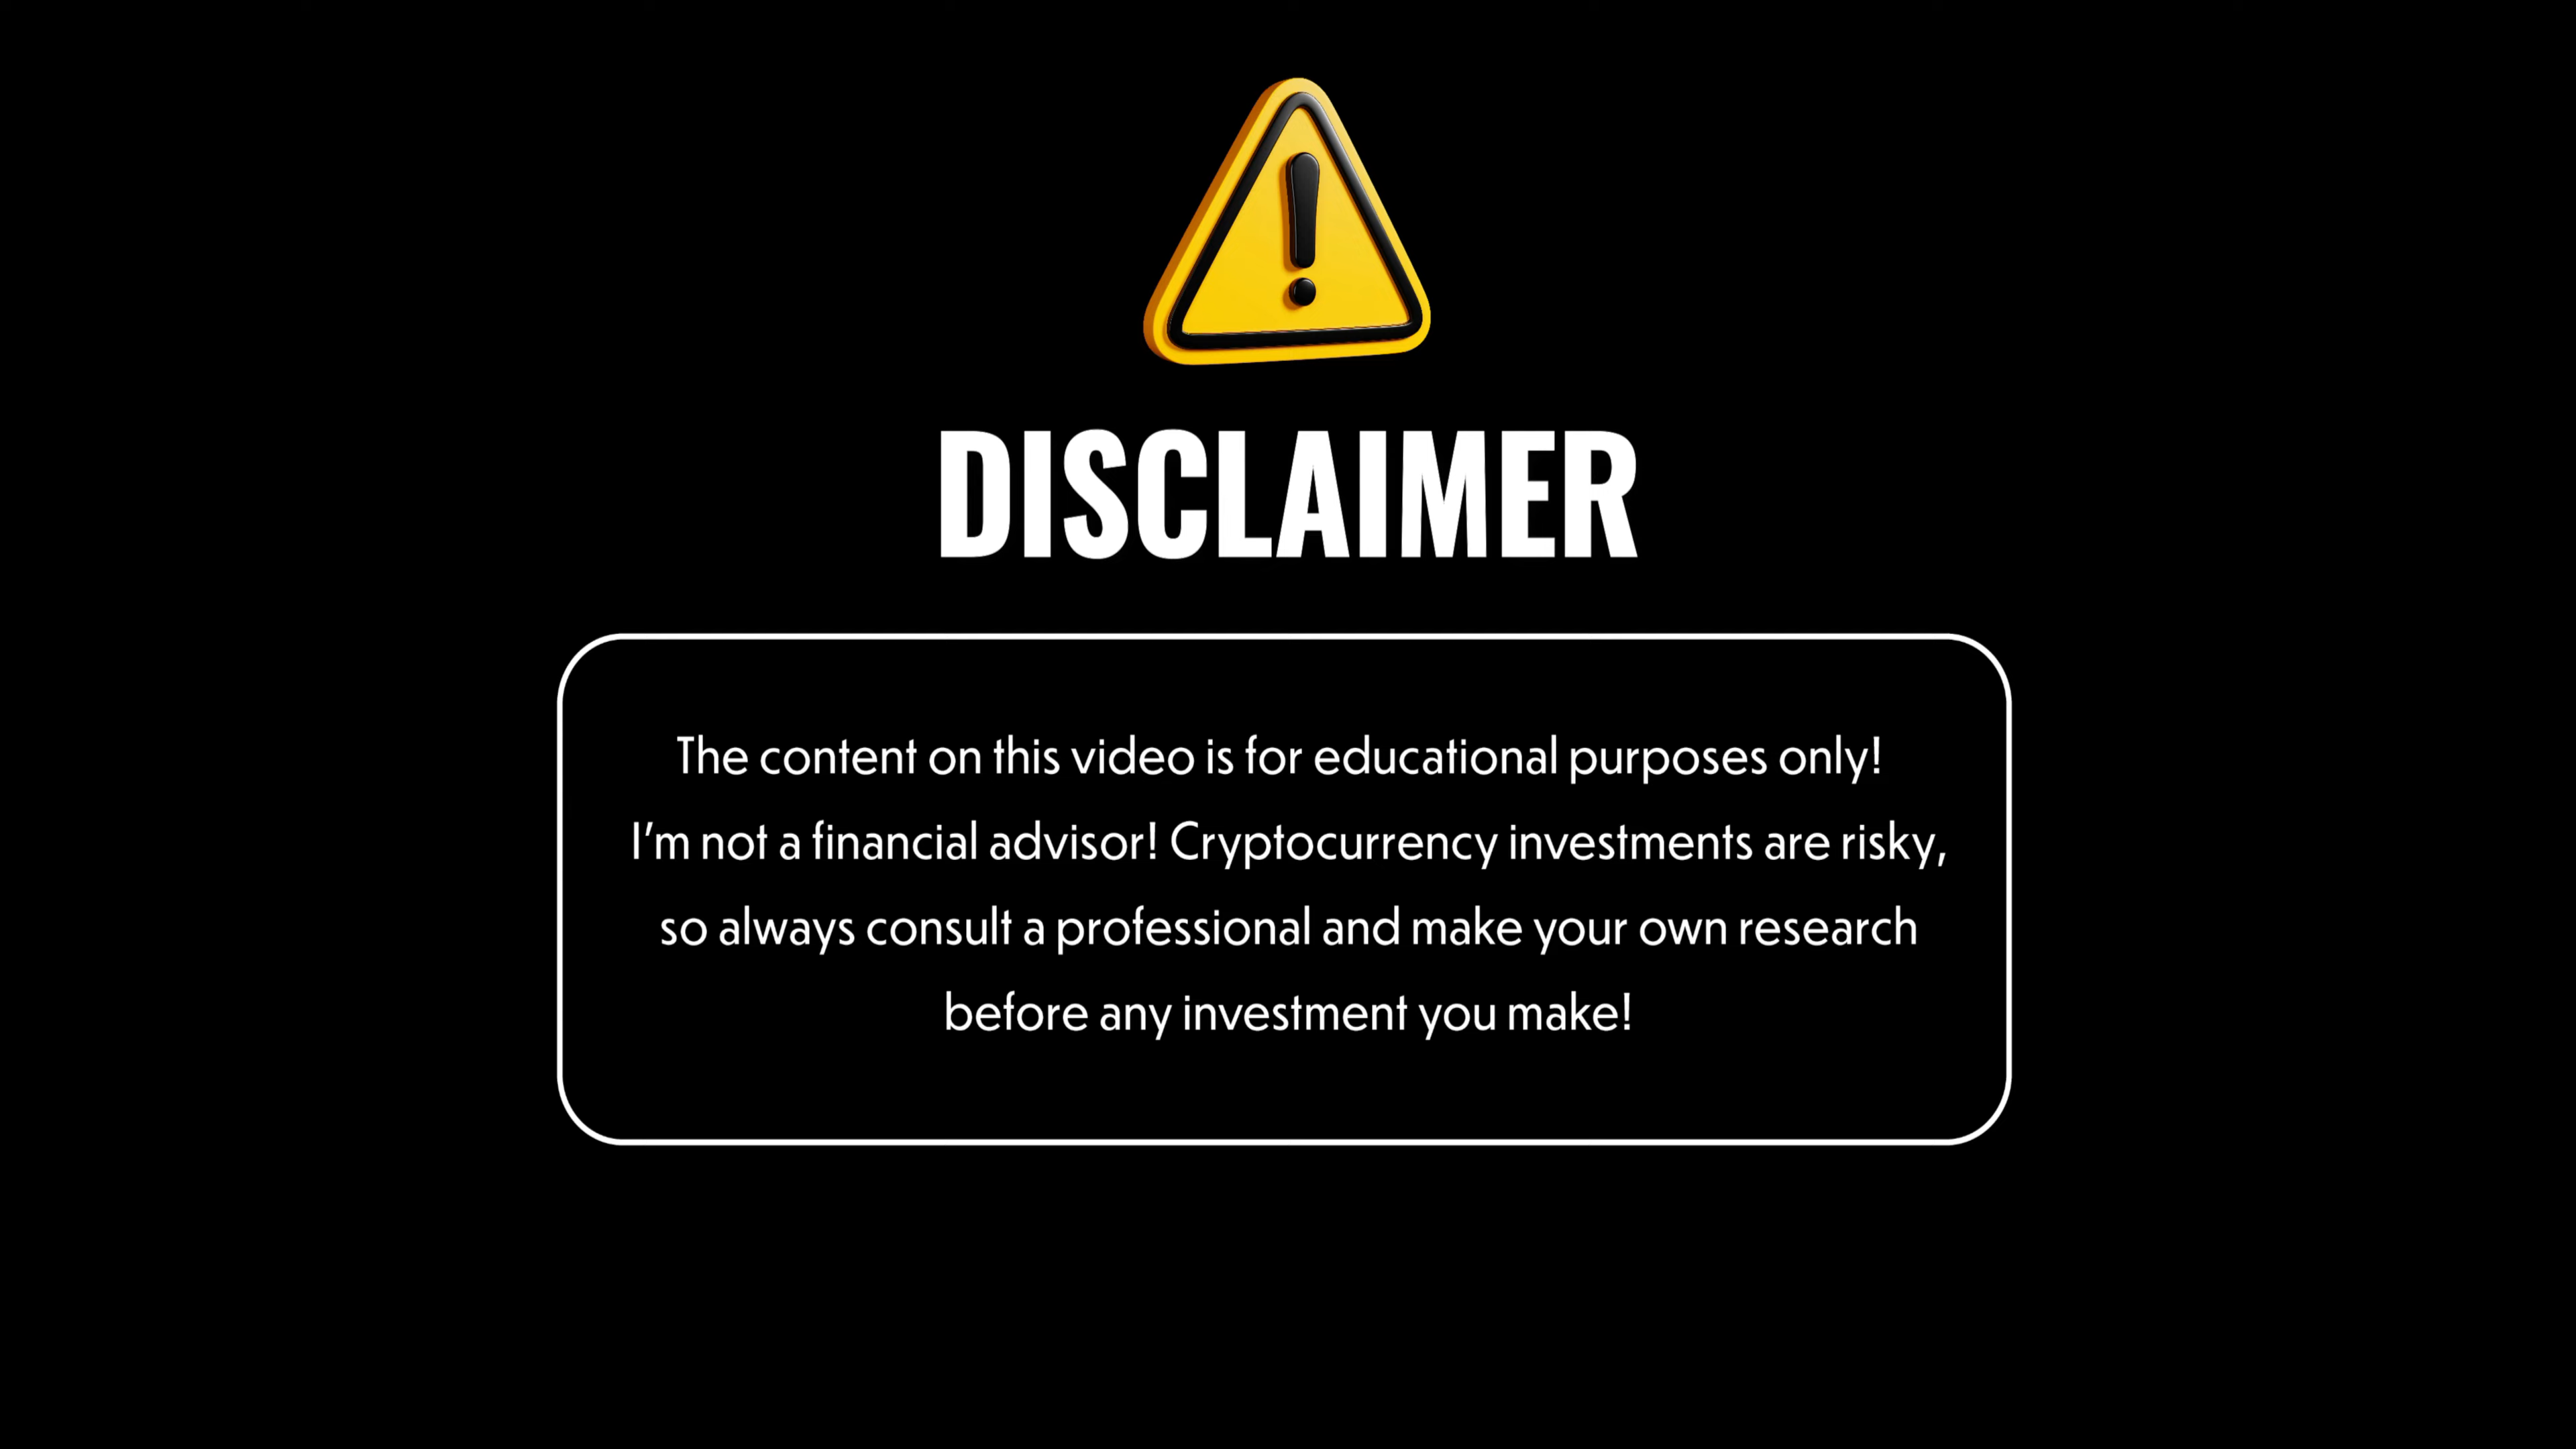 DISCLAIMER
The content on this video is for educational purposes only!
I'm not a financial advisor! Cryptocurrency investments are risky,
so always consult a professional and make your own research
before any investment you make!